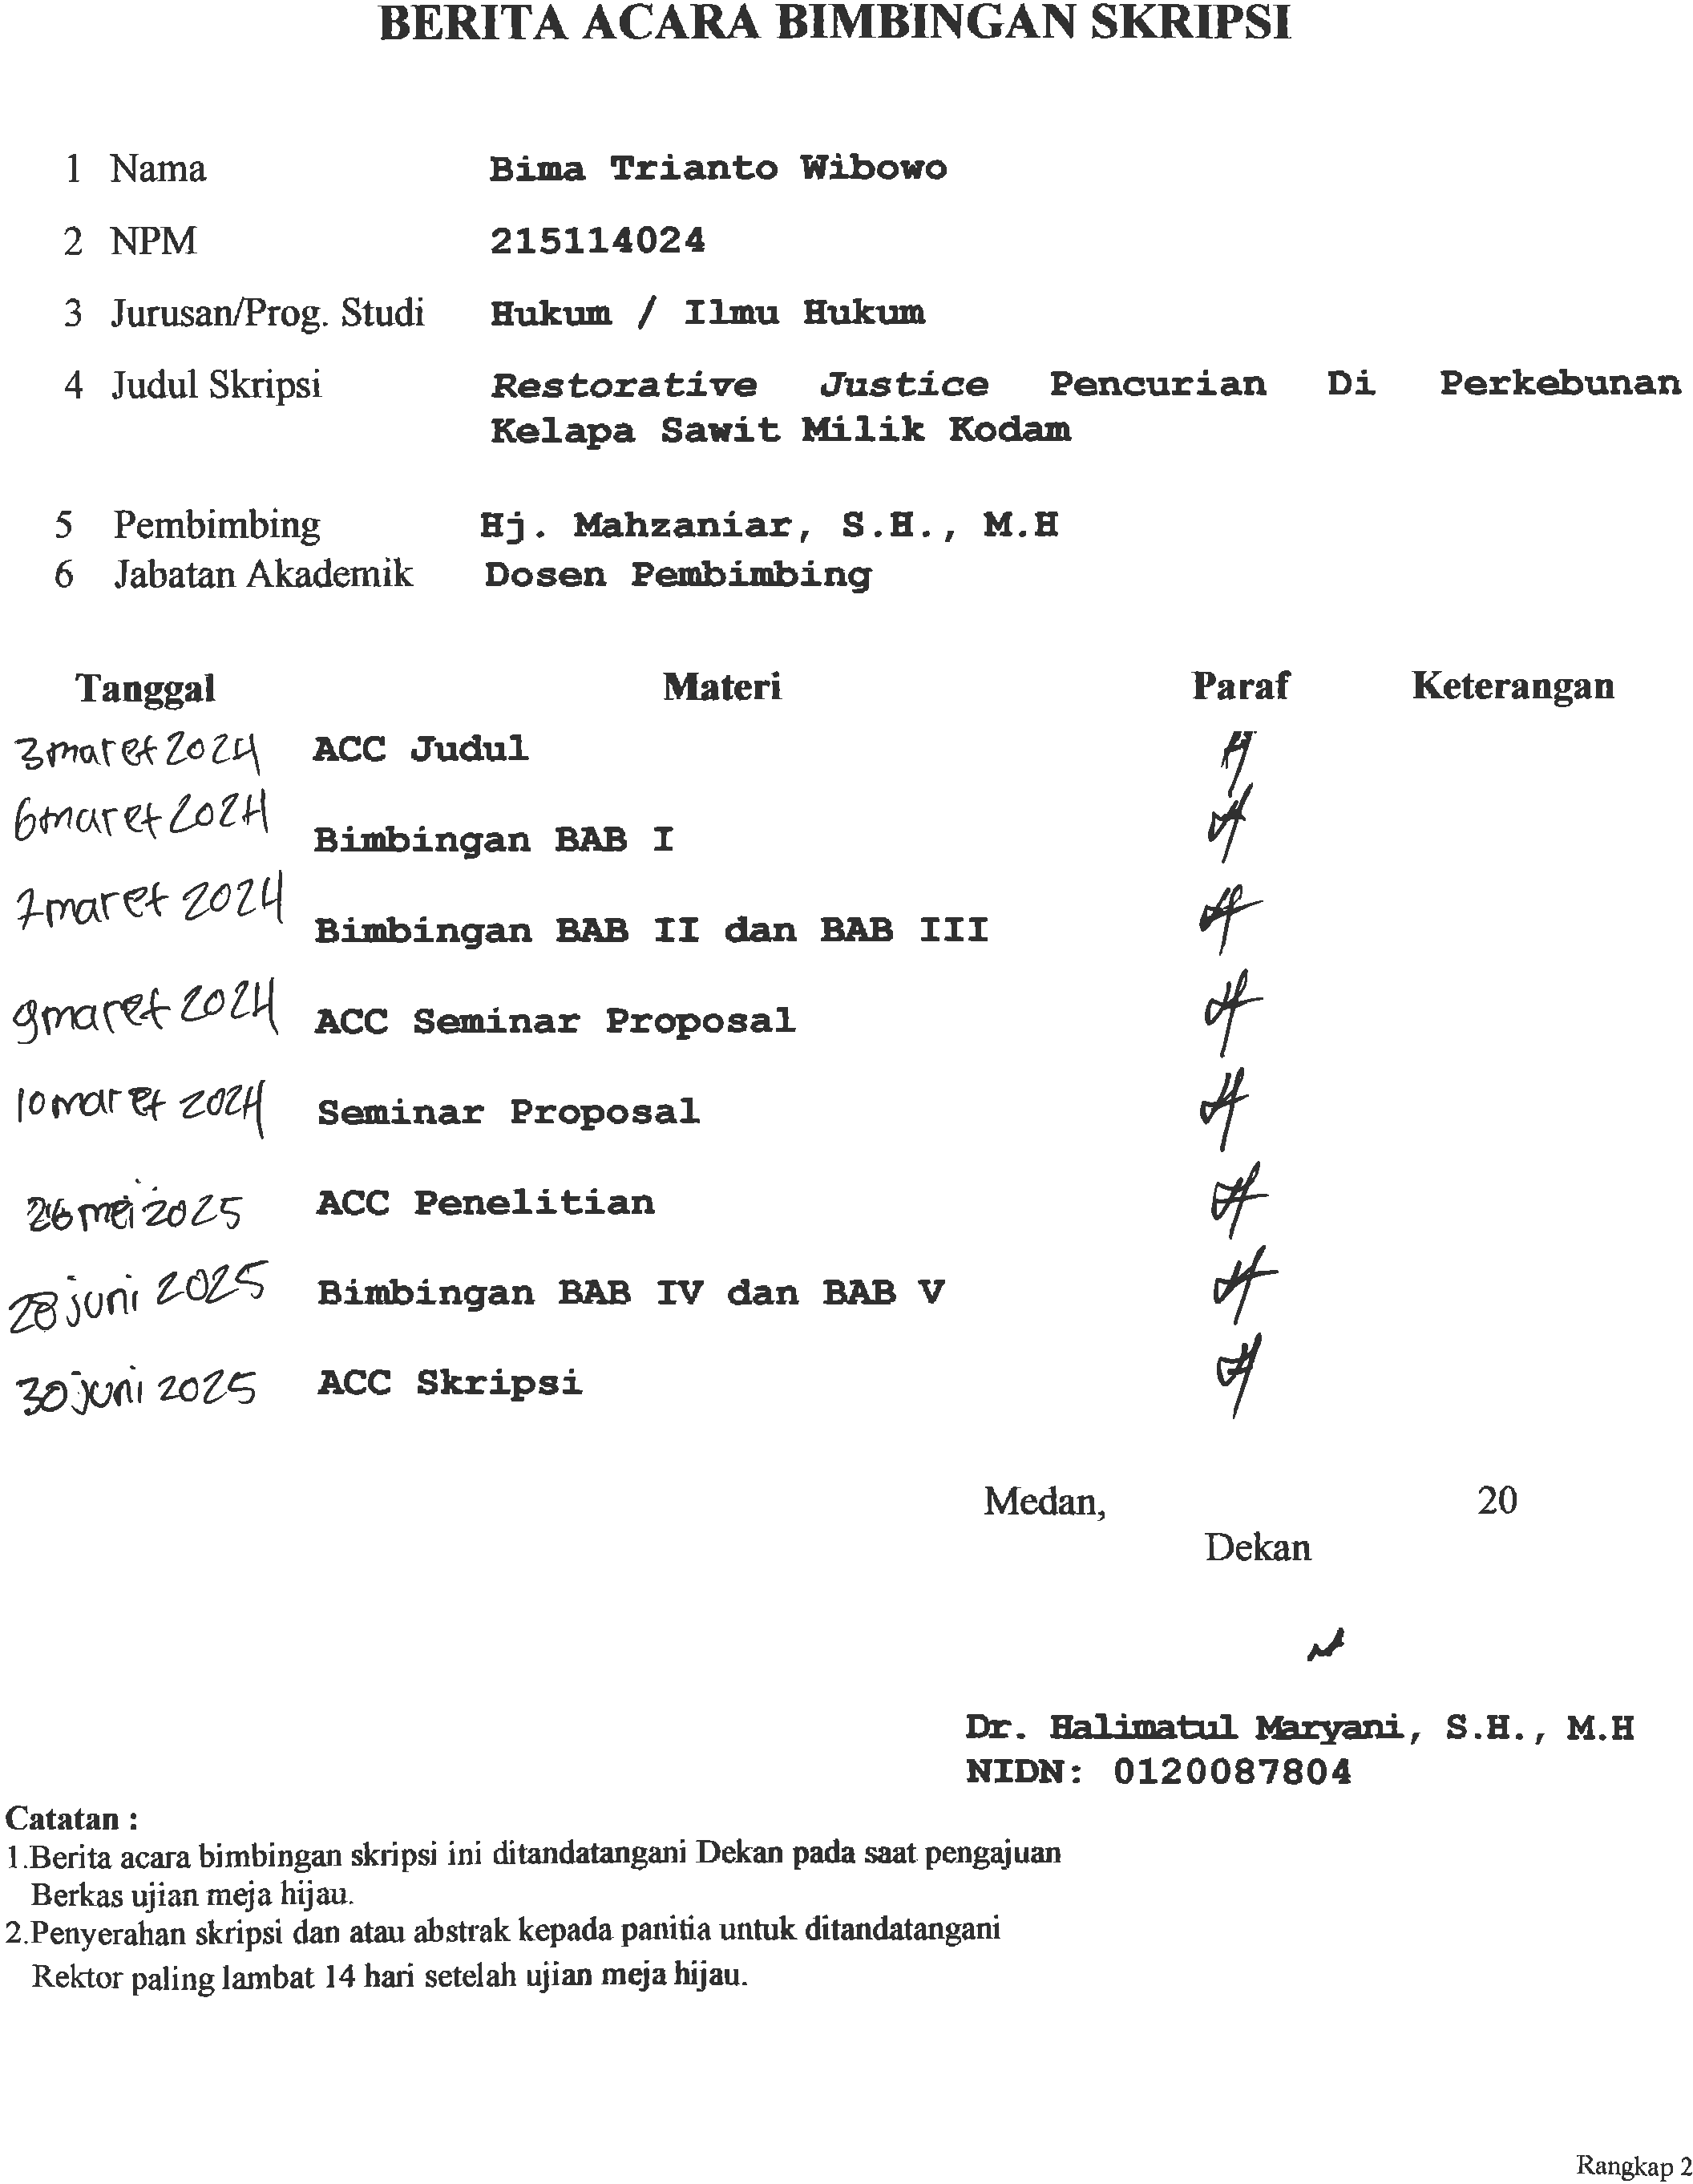 BERITA ACARA BIMBINGAN SKRIPSI
1 Nama Bima Trianto Wibowo
2 NPM 215114024
3 Jurusan/Prog. Studi Hukum / Ilmu Hukum
4 Judul Skripsi Restorative Justice Pencurian Di Perkebunan
Kelapa Sawit Milik Kodam
5 Pembimbing Hj. Mahzaniar, S.H., M.H
6 Jabatan Akademik Dosen Pembimbing
Tanggal Materi Paraf Keterangan
3 maret 2024 ACC Judul
6 maret 2024 Bimbingan BAB I
7 maret 2024 Bimbingan BAB II dan BAB III
9 maret 2024 ACC Seminar Proposal
10 maret 2024 Seminar Proposal
26 mei 2025 ACC Penelitian
28 juni 2025 Bimbingan BAB IV dan BAB V
30 juni 2025 ACC Skripsi
Medan, 20
Dekan
Dr. Halimatul Maryani, S.H., M.H
NIDN: 0120087804
Catatan :
1.Berita acara bimbingan skripsi ini ditandatangani Dekan pada saat pengajuan
Berkas ujian meja hijau.
2.Penyerahan skripsi dan atau abstrak kepada panitia untuk ditandatangani
Rektor paling lambat 14 hari setelah ujian meja hijau.
Rangkap 2